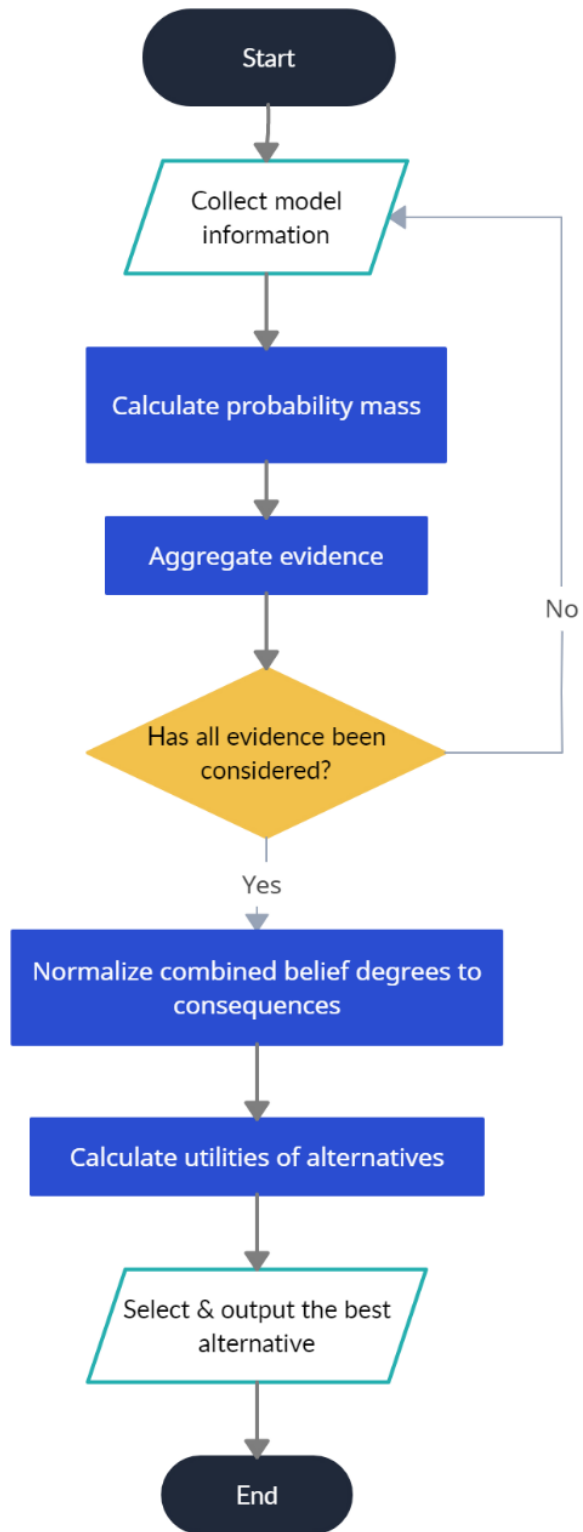 Start
Collect model
information
Calculate probability mass
Aggregate evidence
No
Has all evidence been
considered?
Yes
Normalize combined belief degrees to
consequences
Calculate utilities of alternatives
Select & output the best
alternative
End